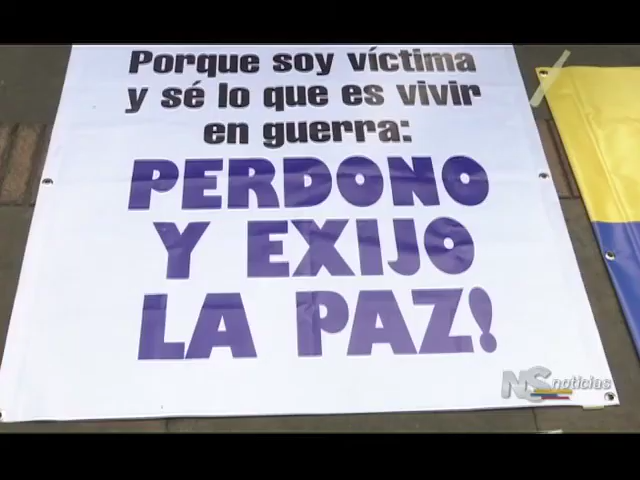 Porque soy víctima
y sé lo que es vivir
en guerra:
PERDONO
Y EXIJO
LA PAZ!
NS noticias